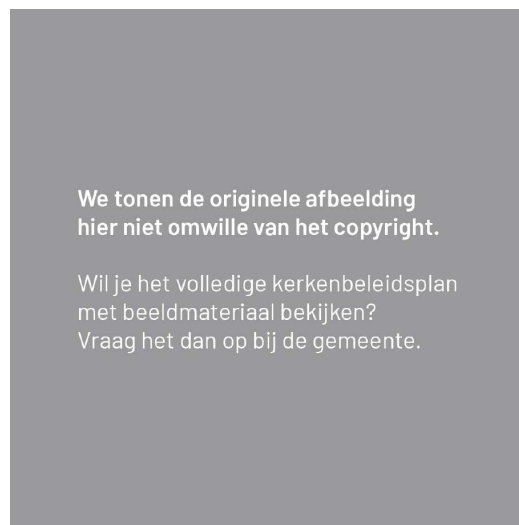 We tonen de originele afbeelding
hier niet omwille van het copyright.
Wil je het volledige kerkenbeleidsplan
met beeldmateriaal bekijken?
Vraag het dan op bij de gemeente.